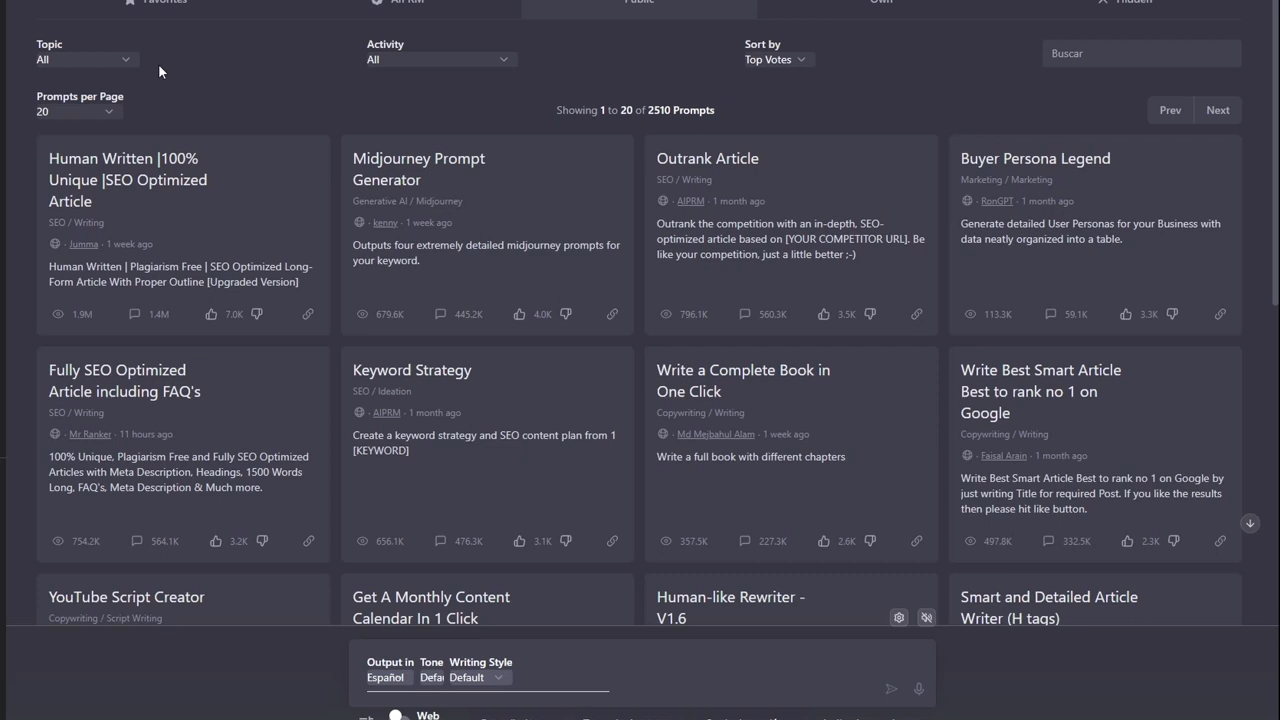 Favorites
AIPRM
Public
Own
Hidden
Topic
All
Activity
All
Sort by
Top Votes
Buscar
Prompts per Page
20
Showing 1 to 20 of 2510 Prompts
Prev
Next
Human Written |100%
Unique |SEO Optimized
Article
SEO / Writing
· Jumma · 1 week ago
Human Written | Plagiarism Free | SEO Optimized Long-
Form Article With Proper Outline [Upgraded Version]
1.9M
1.4M
7.0K
Midjourney Prompt
Generator
Generative AI / Midjourney
· kenny · 1 week ago
Outputs four extremely detailed midjourney prompts for
your keyword.
679.6K
445.2K
4.0K
Outrank Article
SEO / Writing
· AIPRM · 1 month ago
Outrank the competition with an in-depth, SEO-
optimized article based on [YOUR COMPETITOR URL]. Be
like your competition, just a little better ;-)
796.1K
560.3K
3.5K
Buyer Persona Legend
Marketing / Marketing
· RonGPT · 1 month ago
Generate detailed User Personas for your Business with
data neatly organized into a table.
113.3K
59.1K
3.3K
Fully SEO Optimized
Article including FAQ's
SEO / Writing
· Mr Ranker · 11 hours ago
100% Unique, Plagiarism Free and Fully SEO Optimized
Articles with Meta Description, Headings, 1500 Words
Long, FAQ's, Meta Description & Much more.
754.2K
564.1K
3.2K
Keyword Strategy
SEO / Ideation
· AIPRM · 1 month ago
Create a keyword strategy and SEO content plan from 1
[KEYWORD]
656.1K
476.3K
3.1K
Write a Complete Book in
One Click
Copywriting / Writing
· Md Mejbahul Alam · 1 week ago
Write a full book with different chapters
357.5K
227.3K
2.6K
Write Best Smart Article
Best to rank no 1 on
Google
Copywriting / Writing
· Faisal Arain · 1 month ago
Write Best Smart Article Best to rank no 1 on Google by
just writing Title for required Post. If you like the results
then please hit like button.
497.8K
332.5K
2.3K
YouTube Script Creator
Copywriting / Script Writing
Get A Monthly Content
Calendar In 1 Click
Human-like Rewriter -
V1.6
Smart and Detailed Article
Writer (H tags)
Output in
Español
Tone
Defau
Writing Style
Default
Web